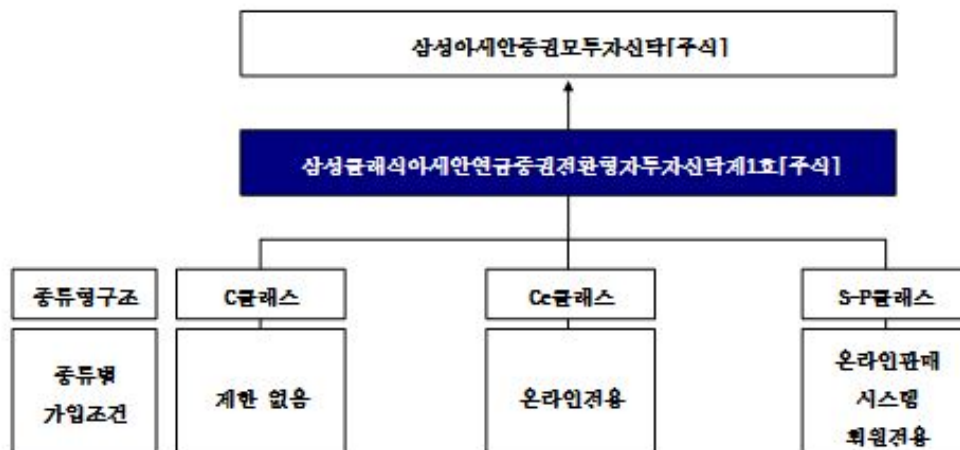 삼성아세안증권모투자신탁[주식]
삼성클래식아세안연금증권전환형자투자신탁제1호[주식]
종류형구조
C클래스
Ce클래스
S-P클래스
종류별
가입조건
제한 없음
온라인전용
온라인판매
시스템
회원전용